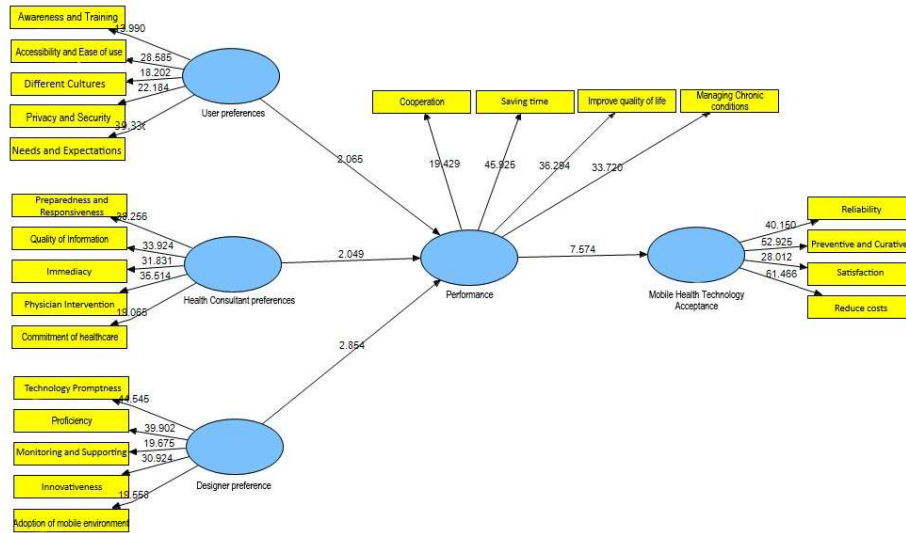 Awareness and Training
13.990
Accessibility and Ease of use
28.585
Different Cultures
18.202
22.184
Privacy and Security
Needs and Expectations
User preferences
2.065
Cooperation
Saving time
Improve quality of life
Managing Chronic
conditions
19.429
45.925
36.294
33.720
Preparedness and
Responsiveness
38.256
Quality of Information
33.924
Immediacy
31.831
35.514
Physician Intervention
19.065
Commitment of healthcare
Health Consultant preferences
2.049
Performance
7.574
Mobile Health Technology
Acceptance
40.150
Reliability
52.925
Preventive and Curative
28.012
Satisfaction
61.466
Reduce costs
2.854
Technology Promptness
44.545
Proficiency
39.902
Monitoring and Supporting
19.675
30.924
Innovativeness
19.558
Adoption of mobile environment
Designer preference